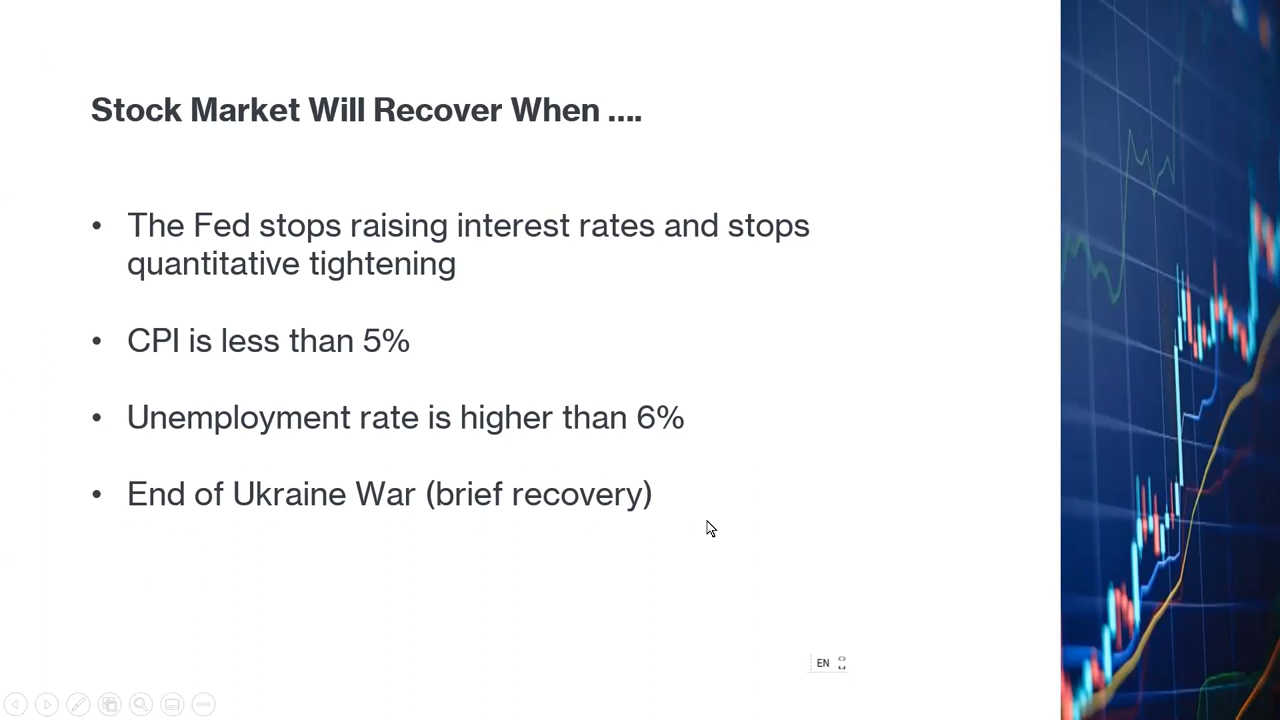 Stock Market Will Recover When ....
• The Fed stops raising interest rates and stops
quantitative tightening
• CPI is less than 5%
• Unemployment rate is higher than 6%
• End of Ukraine War (brief recovery)
EN